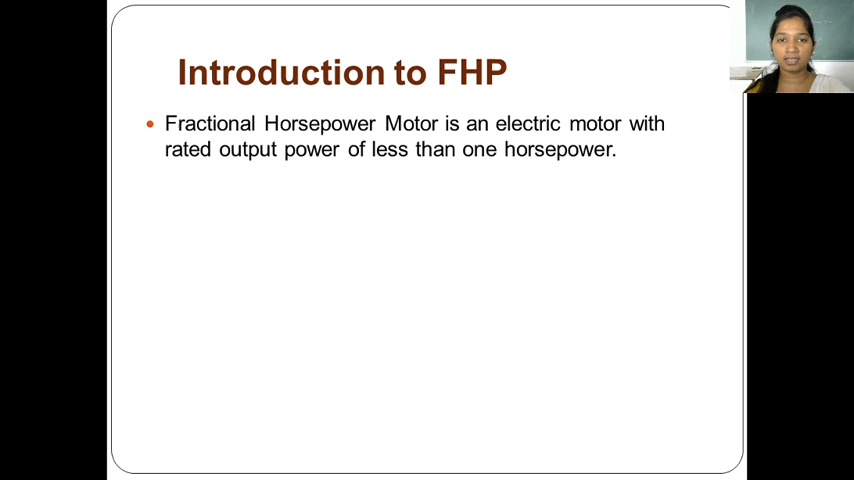 Introduction to FHP
Fractional Horsepower Motor is an electric motor with
rated output power of less than one horsepower.